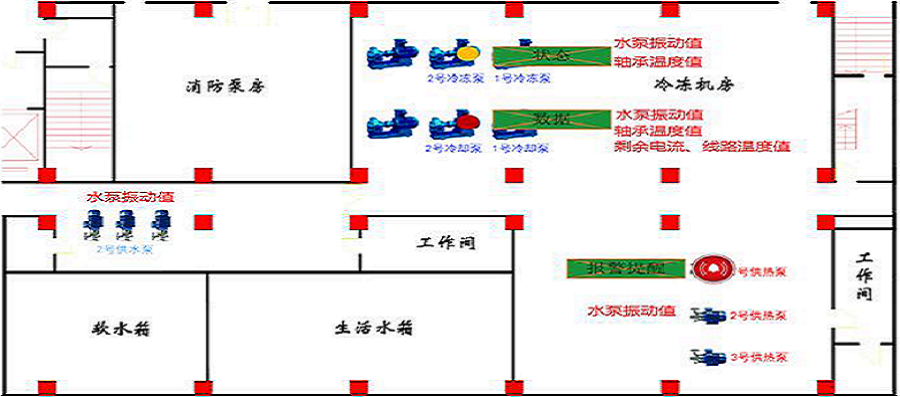 消防泵房
状态
水泵振动值
轴承温度值
2号冷冻泵
1号冷冻泵
冷冻机房
数据
水泵振动值
轴承温度值
剩余电流、线路温度值
2号冷却泵
1号冷却泵
水泵振动值
2号供水泵
工作间
报警提醒
号供热泵
水泵振动值
2号供热泵
3号供热泵
工作间
软水箱
生活水箱